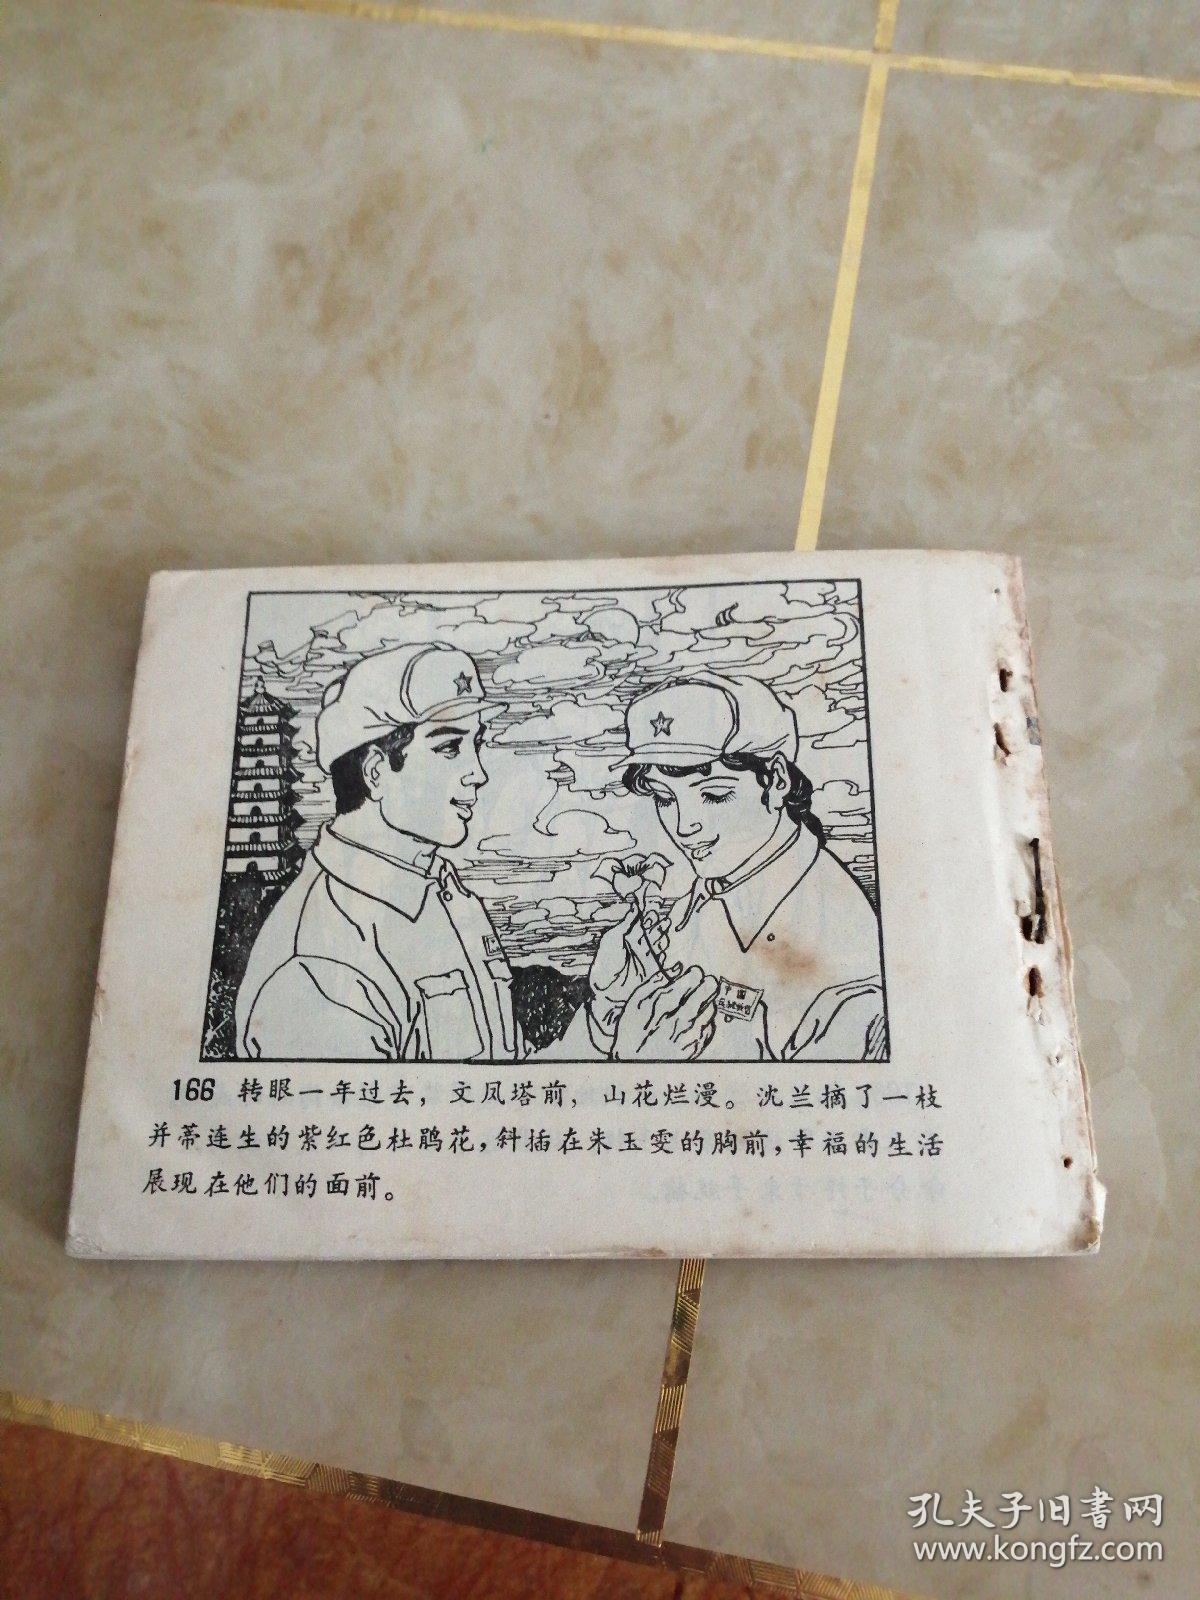 中国
166 转眼一年过去，文凤塔前，山花烂漫。沈兰摘了一枝
并蒂连生的紫红色杜鹃花，斜插在朱玉雯的胸前，幸福的生活
展现在他们的面前。
孔夫子旧书网
www.kongfz.com